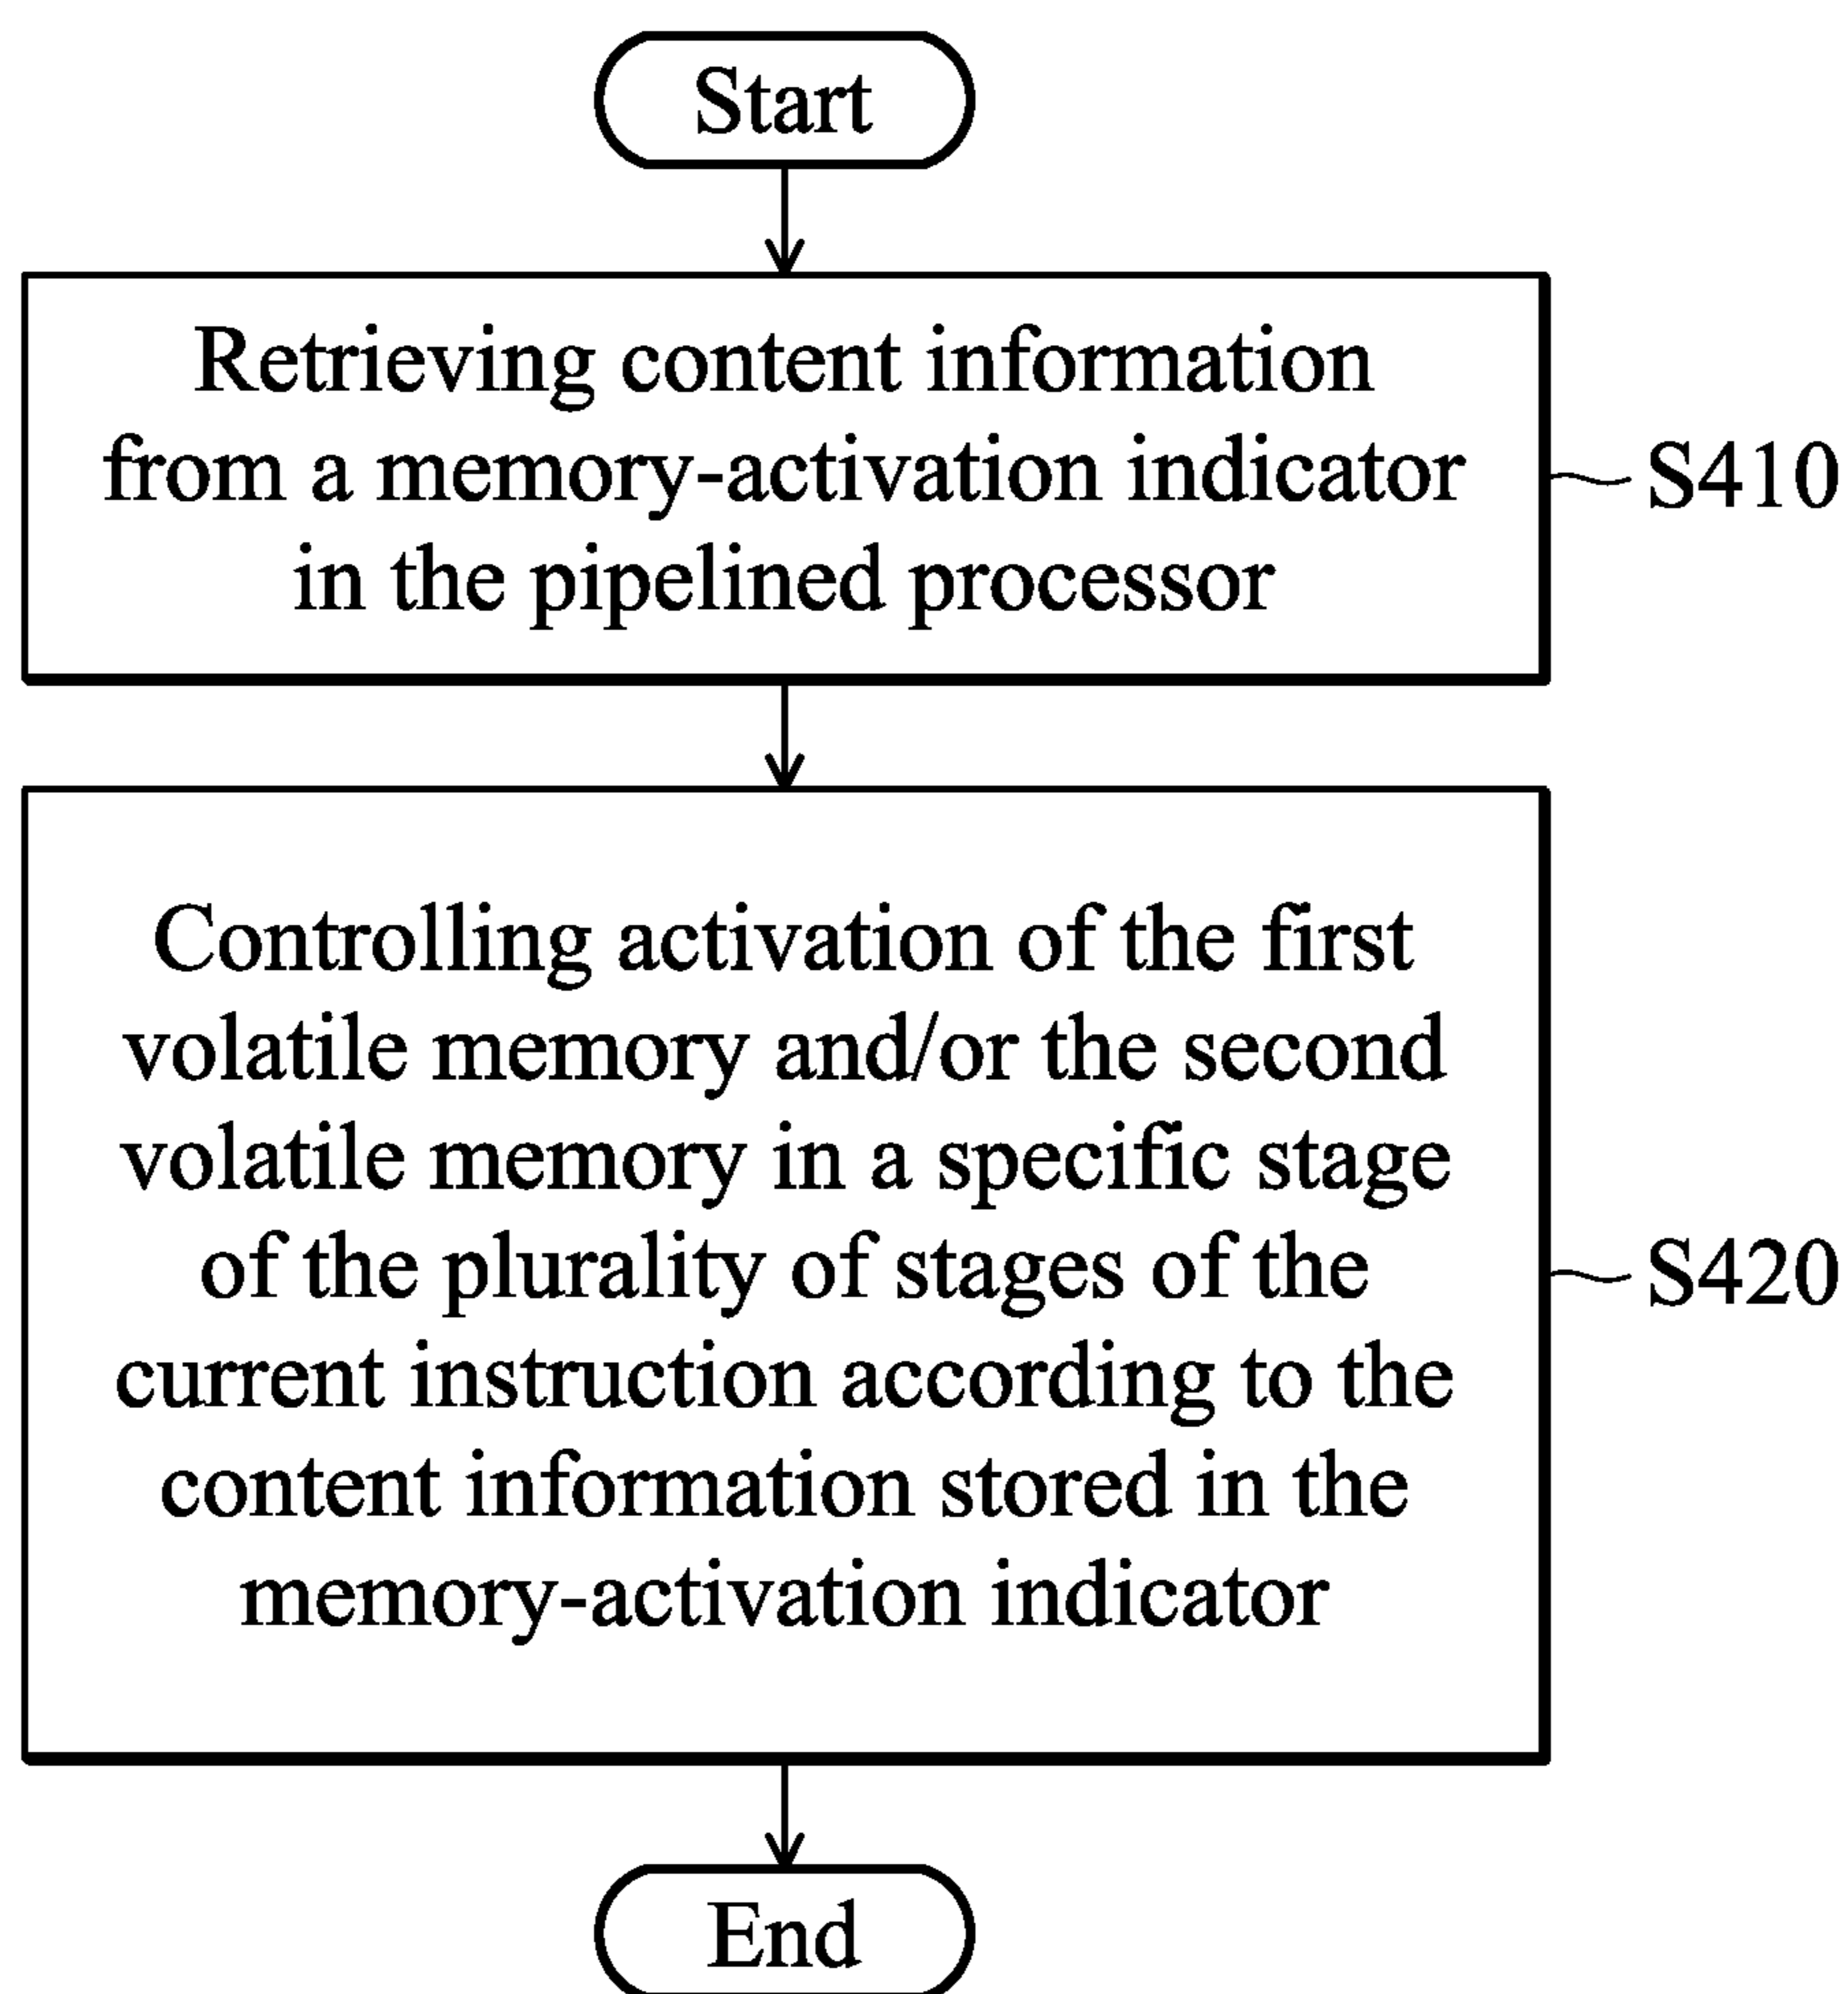 Start
Retrieving content information
from a memory-activation indicator
in the pipelined processor
S410
Controlling activation of the first
volatile memory and/or the second
volatile memory in a specific stage
of the plurality of stages of the
current instruction according to the
content information stored in the
memory-activation indicator
S420
End